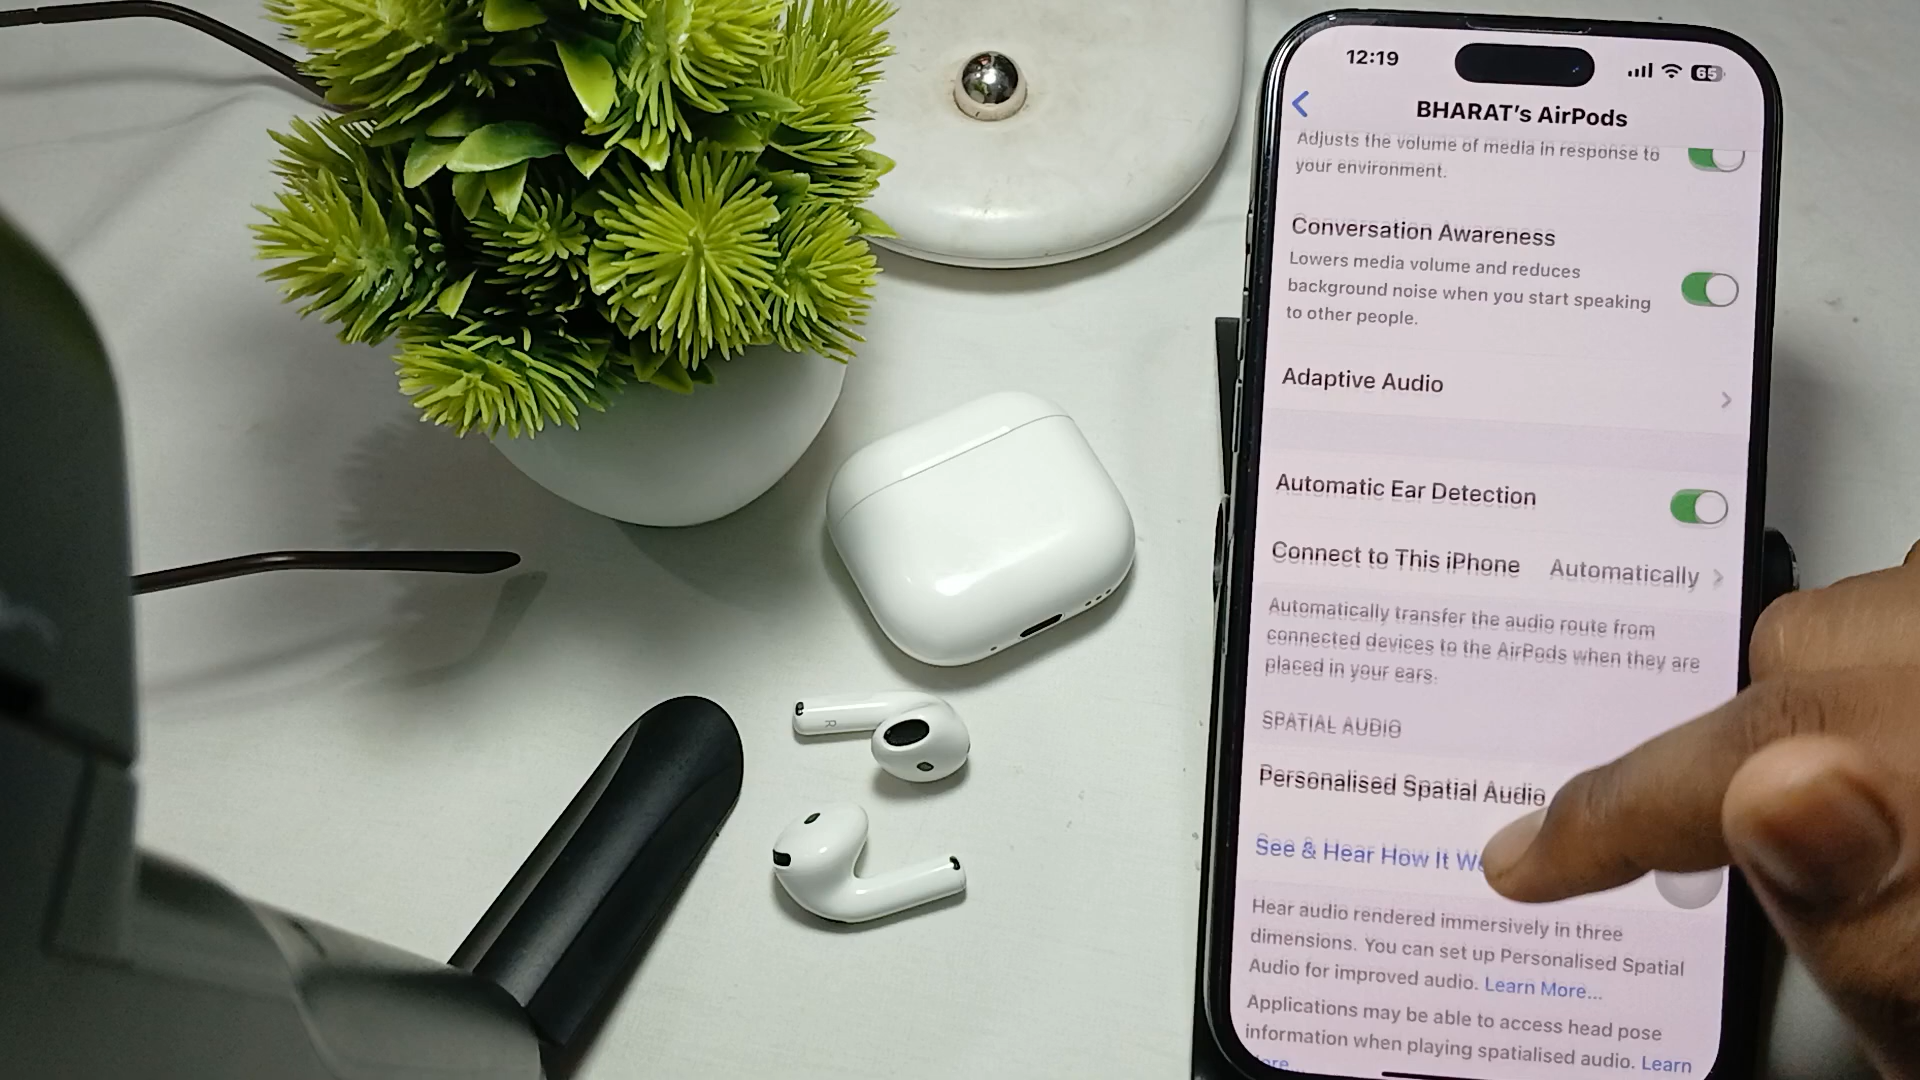 12:19
65
BHARAT's AirPods
Adjusts the volume of media in response to
your environment.
Conversation Awareness
Lowers media volume and reduces
background noise when you start speaking
to other people.
Adaptive Audio
Automatic Ear Detection
Connect to This iPhone Automatically
Automatically transfer the audio route from
connected devices to the AirPods when they are
placed in your ears.
SPATIAL AUDIO
Personalised Spatial Audio
See & Hear How It
Hear audio rendered immersively in three
dimensions. You can set up Personalised Spatial
Audio for improved audio. Learn More...
Applications may be able to access head pose
information when playing spatialised audio. Learn
R